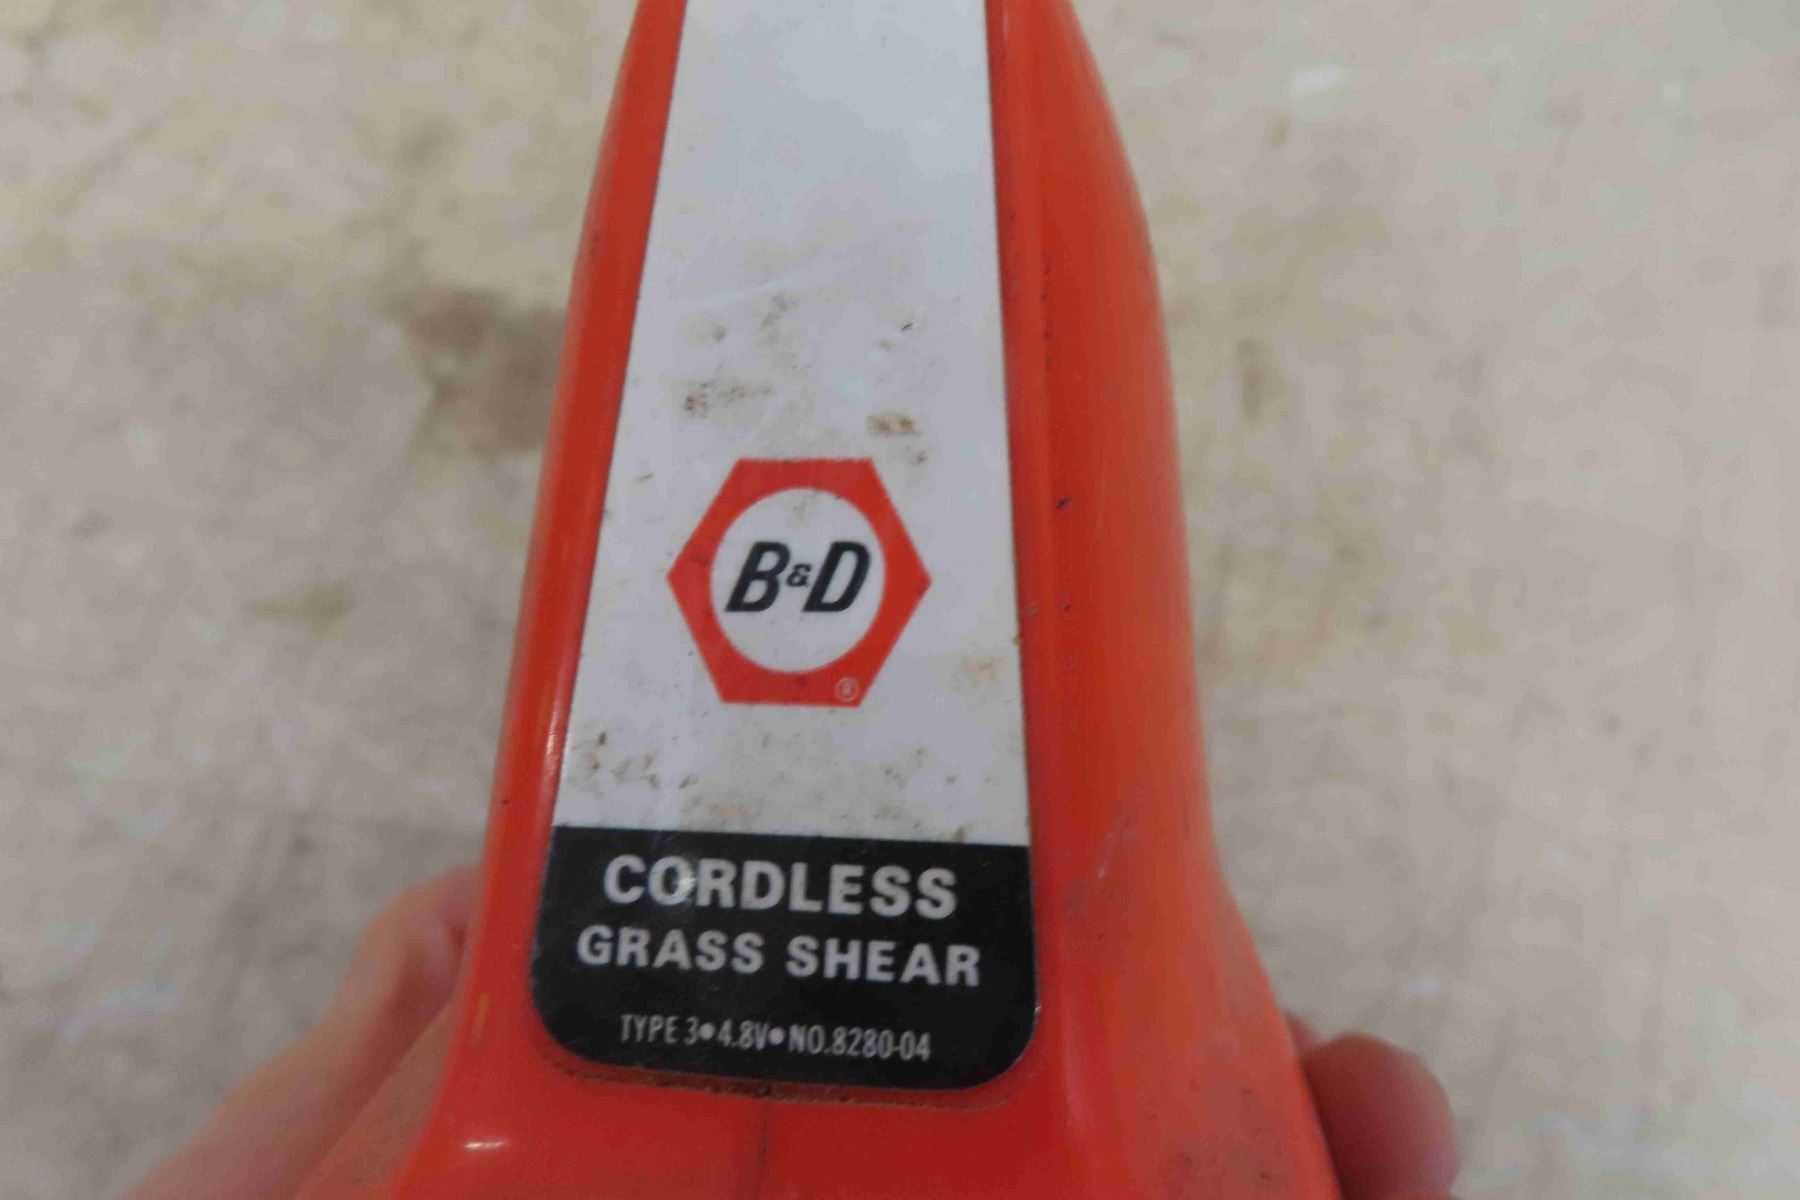 B&D
®
CORDLESS
GRASS SHEAR
TYPE 3•4.8V•NO.8280-04